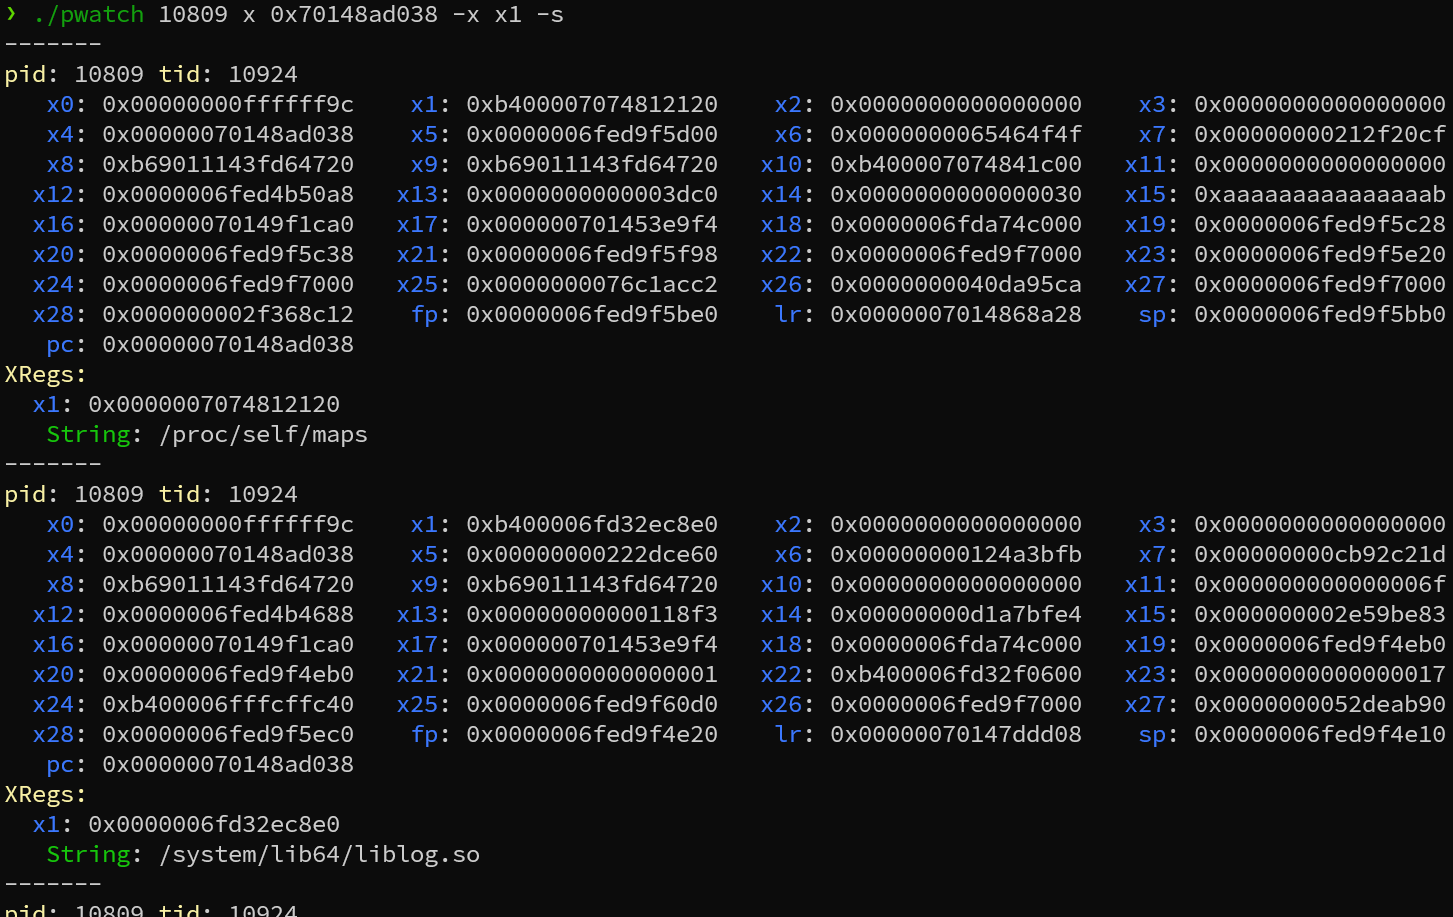 ❯ ./pwatch 10809 x 0x70148ad038 -x x1 -s
-------
pid: 10809 tid: 10924
x0: 0x00000000ffffff9c x1: 0xb400007074812120 x2: 0x0000000000000000 x3: 0x0000000000000000
x4: 0x00000070148ad038 x5: 0x0000006fed9f5d00 x6: 0x0000000065464f4f x7: 0x00000000212f20cf
x8: 0xb69011143fd64720 x9: 0xb69011143fd64720 x10: 0xb400007074841c00 x11: 0x0000000000000000
x12: 0x0000006fed4b50a8 x13: 0x0000000000003dc0 x14: 0x0000000000000030 x15: 0xaaaaaaaaaaaaaaab
x16: 0x00000070149f1ca0 x17: 0x000000701453e9f4 x18: 0x0000006fda74c000 x19: 0x0000006fed9f5c28
x20: 0x0000006fed9f5c38 x21: 0x0000006fed9f5f98 x22: 0x0000006fed9f7000 x23: 0x0000006fed9f5e20
x24: 0x0000006fed9f7000 x25: 0x0000000076c1acc2 x26: 0x0000000040da95ca x27: 0x0000006fed9f7000
x28: 0x000000002f368c12 fp: 0x0000006fed9f5be0 lr: 0x0000007014868a28 sp: 0x0000006fed9f5bb0
pc: 0x00000070148ad038
XRegs:
x1: 0x0000007074812120
String: /proc/self/maps
-------
pid: 10809 tid: 10924
x0: 0x00000000ffffff9c x1: 0xb400006fd32ec8e0 x2: 0x0000000000000000 x3: 0x0000000000000000
x4: 0x00000070148ad038 x5: 0x00000000222dce60 x6: 0x00000000124a3bfb x7: 0x00000000cb92c21d
x8: 0xb69011143fd64720 x9: 0xb69011143fd64720 x10: 0x0000000000000000 x11: 0x000000000000006f
x12: 0x0000006fed4b4688 x13: 0x00000000000118f3 x14: 0x00000000d1a7bfe4 x15: 0x000000002e59be83
x16: 0x00000070149f1ca0 x17: 0x000000701453e9f4 x18: 0x0000006fda74c000 x19: 0x0000006fed9f4eb0
x20: 0x0000006fed9f4eb0 x21: 0x0000000000000001 x22: 0xb400006fd32f0600 x23: 0x0000000000000017
x24: 0xb400006fffcffc40 x25: 0x0000006fed9f60d0 x26: 0x0000006fed9f7000 x27: 0x0000000052deab90
x28: 0x0000006fed9f5ec0 fp: 0x0000006fed9f4e20 lr: 0x00000070147ddd08 sp: 0x0000006fed9f4e10
pc: 0x00000070148ad038
XRegs:
x1: 0x0000006fd32ec8e0
String: /system/lib64/liblog.so
-------
pid: 10809 tid: 10924